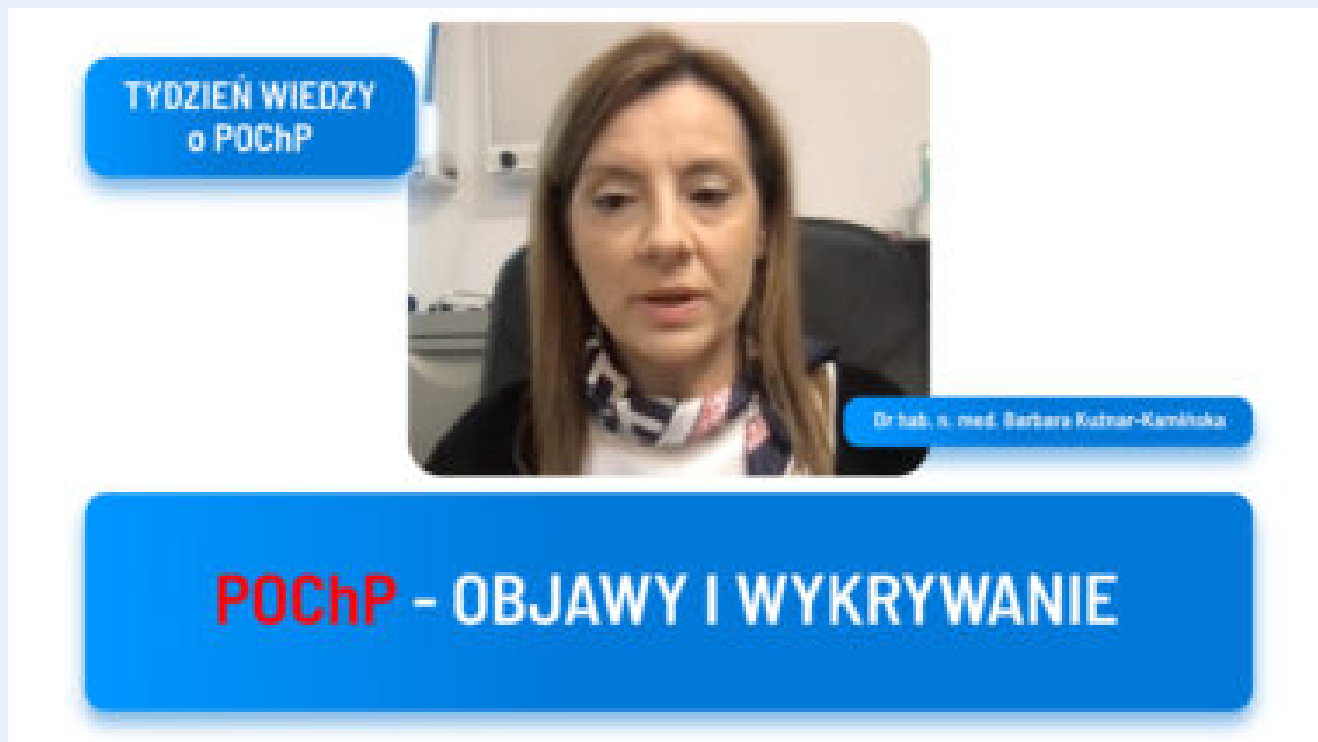 TYDZIEŃ WIEDZY
o POChP
Dr hab. n. med. Barbara Kuźnar-Kamińska
POChP - OBJAWY I WYKRYWANIE